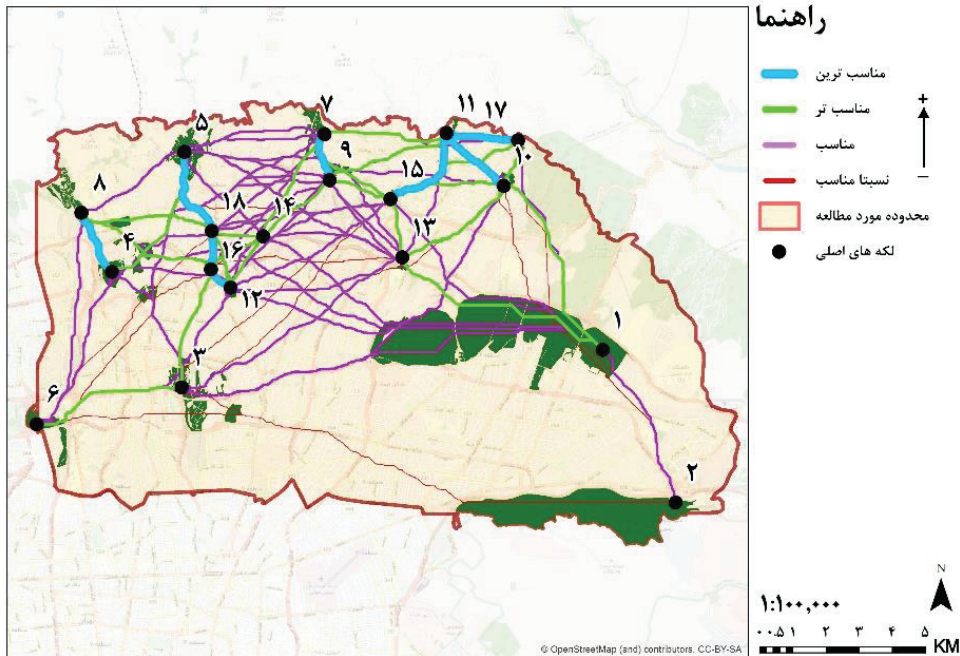 راهنما
مناسب ترین
مناسب تر
مناسب
نسبتا مناسب
محدوده مورد مطالعه
لکه های اصلی
+
−
۷
۱۱
۱۷
۵
۹
۱۰
۱۵
۸
۱۸
۱۴
۱۳
۴
۱۶
۱۲
۱
۳
۶
۲
N
۱:۱۰۰,۰۰۰
۰ ۰.۵ ۱ ۲ ۳ ۴ ۵
KM
© OpenStreetMap (and) contributors, CC-BY-SA